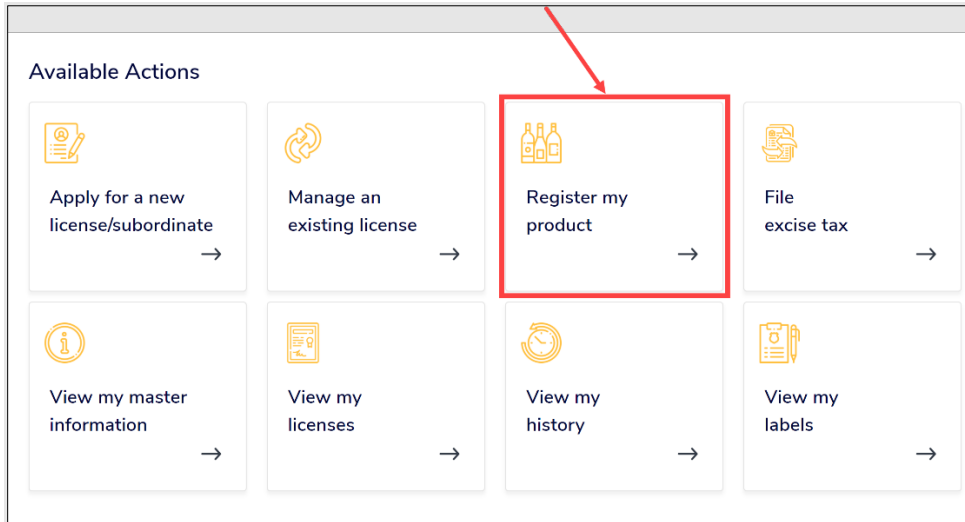 Available Actions
Apply for a new
license/subordinate
Manage an
existing license
Register my
product
File
excise tax
View my master
information
View my
licenses
View my
history
View my
labels